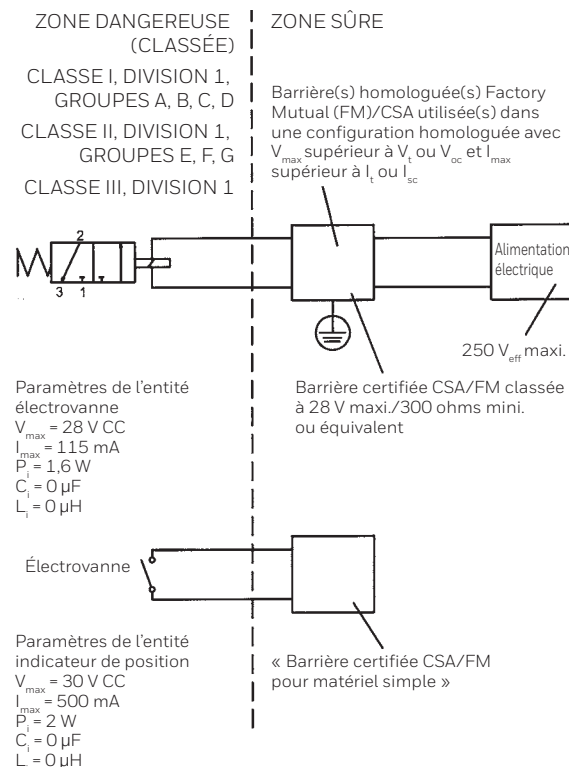 ZONE DANGEREUSE
(CLASSÉE)
CLASSE I, DIVISION 1,
GROUPES A, B, C, D
CLASSE II, DIVISION 1,
GROUPES E, F, G
CLASSE III, DIVISION 1
ZONE SÛRE
Barrière(s) homologuée(s) Factory
Mutual (FM)/CSA utilisée(s) dans
une configuration homologuée avec
Vmax supérieur à Vt ou Voc et Imax
supérieur à It ou Isc
2
3 1
Alimentation
électrique
250 Veff maxi.
Barrière certifiée CSA/FM classée
à 28 V maxi./300 ohms mini.
ou équivalent
Paramètres de l’entité
électrovanne
Vmax = 28 V CC
Imax = 115 mA
Pi = 1,6 W
Ci = 0 µF
Li = 0 µH
Électrovanne
Paramètres de l’entité
indicateur de position
Vmax = 30 V CC
Imax = 500 mA
Pi = 2 W
Ci = 0 µF
Li = 0 µH
« Barrière certifiée CSA/FM
pour matériel simple »